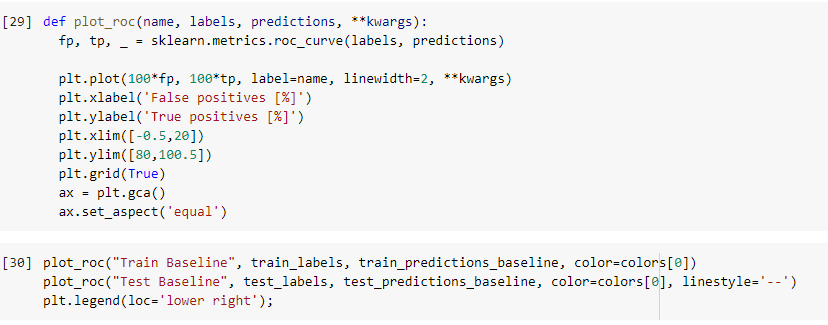 [29] def plot_roc(name, labels, predictions, **kwargs):
fp, tp, _ = sklearn.metrics.roc_curve(labels, predictions)
plt.plot(100*fp, 100*tp, label=name, linewidth=2, **kwargs)
plt.xlabel('False positives [%]')
plt.ylabel('True positives [%]')
plt.xlim([-0.5,20])
plt.ylim([80,100.5])
plt.grid(True)
ax = plt.gca()
ax.set_aspect('equal')
[30] plot_roc("Train Baseline", train_labels, train_predictions_baseline, color=colors[0])
plot_roc("Test Baseline", test_labels, test_predictions_baseline, color=colors[0], linestyle='--')
plt.legend(loc='lower right');